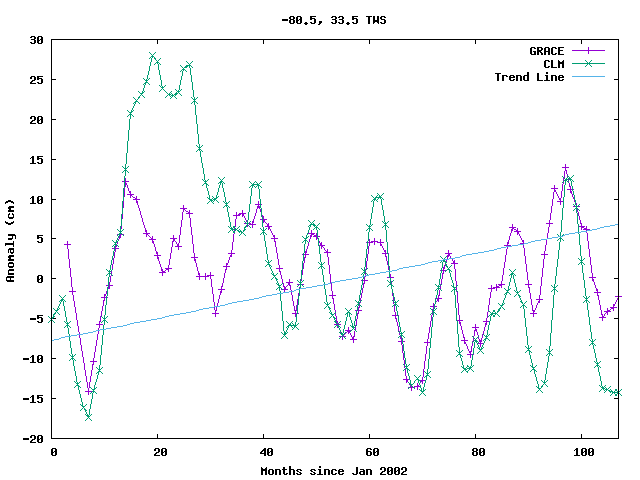 -80.5, 33.5 TWS
30
25
20
15
10
5
0
-5
-10
-15
-20
GRACE
CLM
Trend Line
Anomaly (cm)
0 20 40 60 80 100
Months since Jan 2002